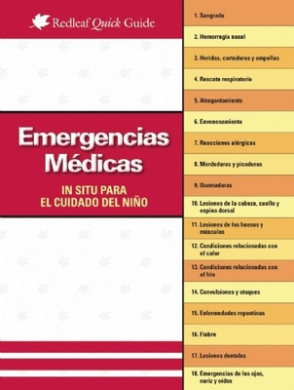 Redleaf Quick Guide
Emergencias
Médicas
IN SITU PARA
EL CUIDADO DEL NIÑO
1. Sangrado
2. Hemorragia nasal
3. Heridas, cortaduras y ampollas
4. Rescate respiratorio
5. Atragantamiento
6. Envenenamiento
7. Reacciones alérgicas
8. Mordeduras y picaduras
9. Quemaduras
10. Lesiones de la cabeza, cuello y
espina dorsal
11. Lesiones de los huesos y
músculos
12. Condiciones relacionadas con
el calor
13. Condiciones relacionadas con
el frío
14. Convulsiones y ataques
15. Enfermedades repentinas
16. Fiebre
17. Lesiones dentales
18. Emergencias de los ojos,
nariz y oídos